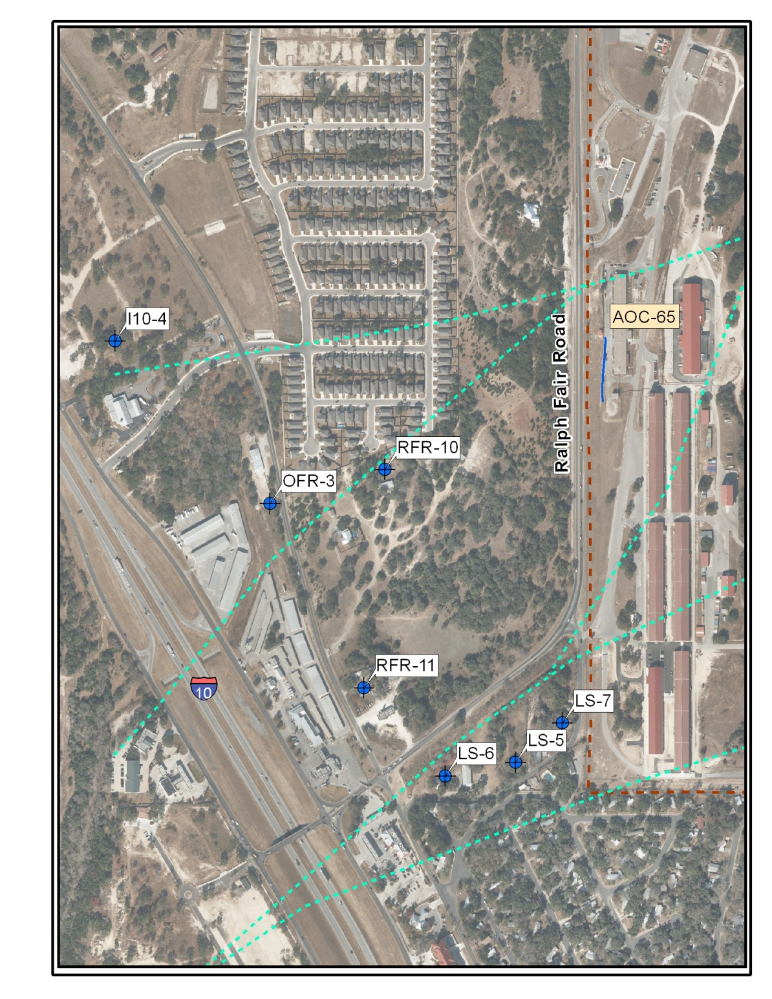 I10-4
AOC-65
Ralph Fair Road
RFR-10
OFR-3
RFR-11
10
LS-7
LS-5
LS-6